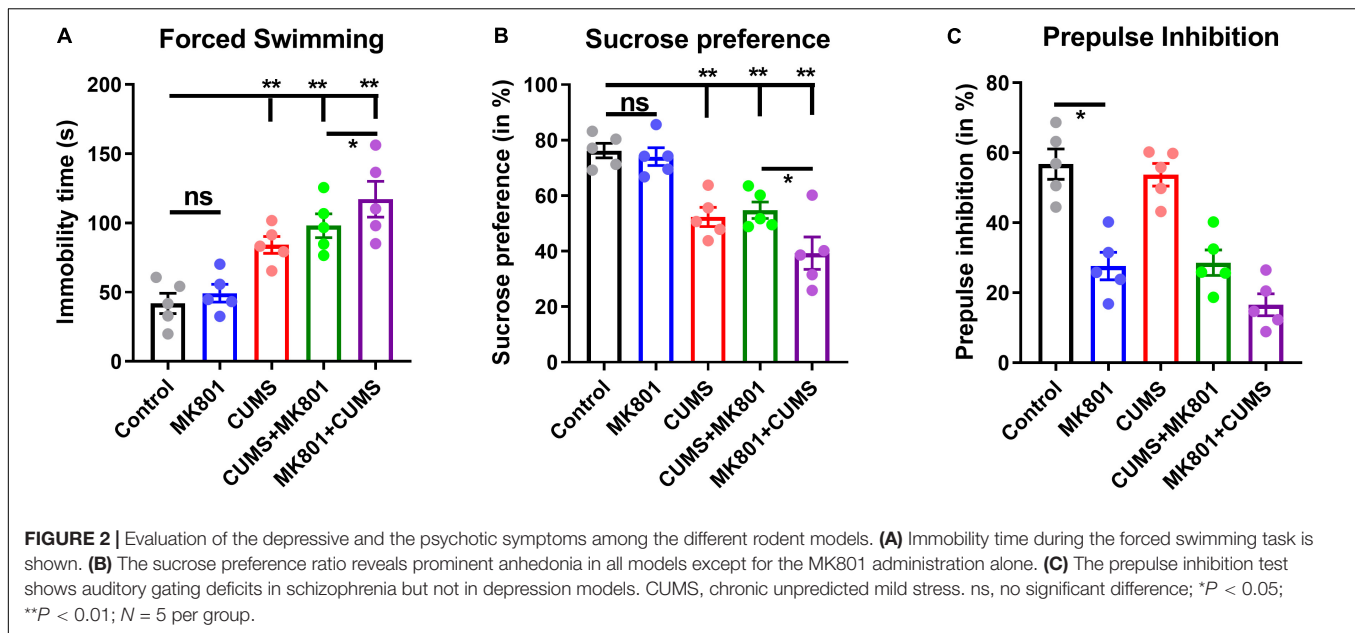 A Forced Swimming
Immobility time (s)
200
150
100
50
0
** ** **
*
ns
Control
MK801
CUMS
CUMS+MK801
MK801+CUMS
B Sucrose preference
Sucrose preference (in %)
100
80
60
40
20
0
** ** **
ns
*
Control
MK801
CUMS
CUMS+MK801
MK801+CUMS
C Prepulse Inhibition
Prepulse inhibition (in %)
80
60
40
20
0
*
Control
MK801
CUMS
CUMS+MK801
MK801+CUMS
FIGURE 2 | Evaluation of the depressive and the psychotic symptoms among the different rodent models. (A) Immobility time during the forced swimming task is
shown. (B) The sucrose preference ratio reveals prominent anhedonia in all models except for the MK801 administration alone. (C) The prepulse inhibition test
shows auditory gating deficits in schizophrenia but not in depression models. CUMS, chronic unpredicted mild stress. ns, no significant difference; *P < 0.05;
**P < 0.01; N = 5 per group.